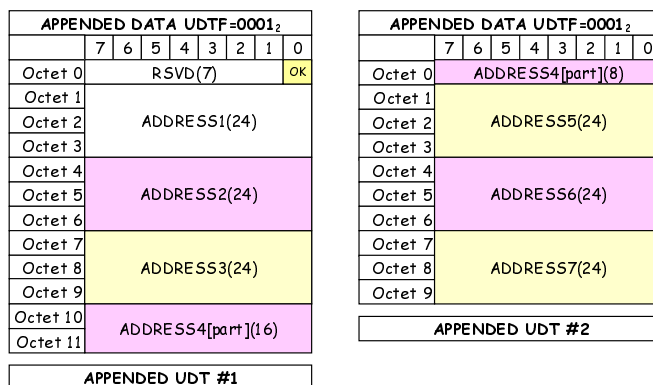 APPENDED DATA UDTF=0001₂
7 6 5 4 3 2 1 0
Octet 0 RSVD(7) OK
Octet 1
Octet 2 ADDRESS1(24)
Octet 3
Octet 4
Octet 5 ADDRESS2(24)
Octet 6
Octet 7
Octet 8 ADDRESS3(24)
Octet 9
Octet 10
ADDRESS4[part](16)
Octet 11
APPENDED UDT #1
APPENDED DATA UDTF=0001₂
7 6 5 4 3 2 1 0
Octet 0 ADDRESS4[part](8)
Octet 1
Octet 2 ADDRESS5(24)
Octet 3
Octet 4
Octet 5 ADDRESS6(24)
Octet 6
Octet 7
Octet 8 ADDRESS7(24)
Octet 9
APPENDED UDT #2